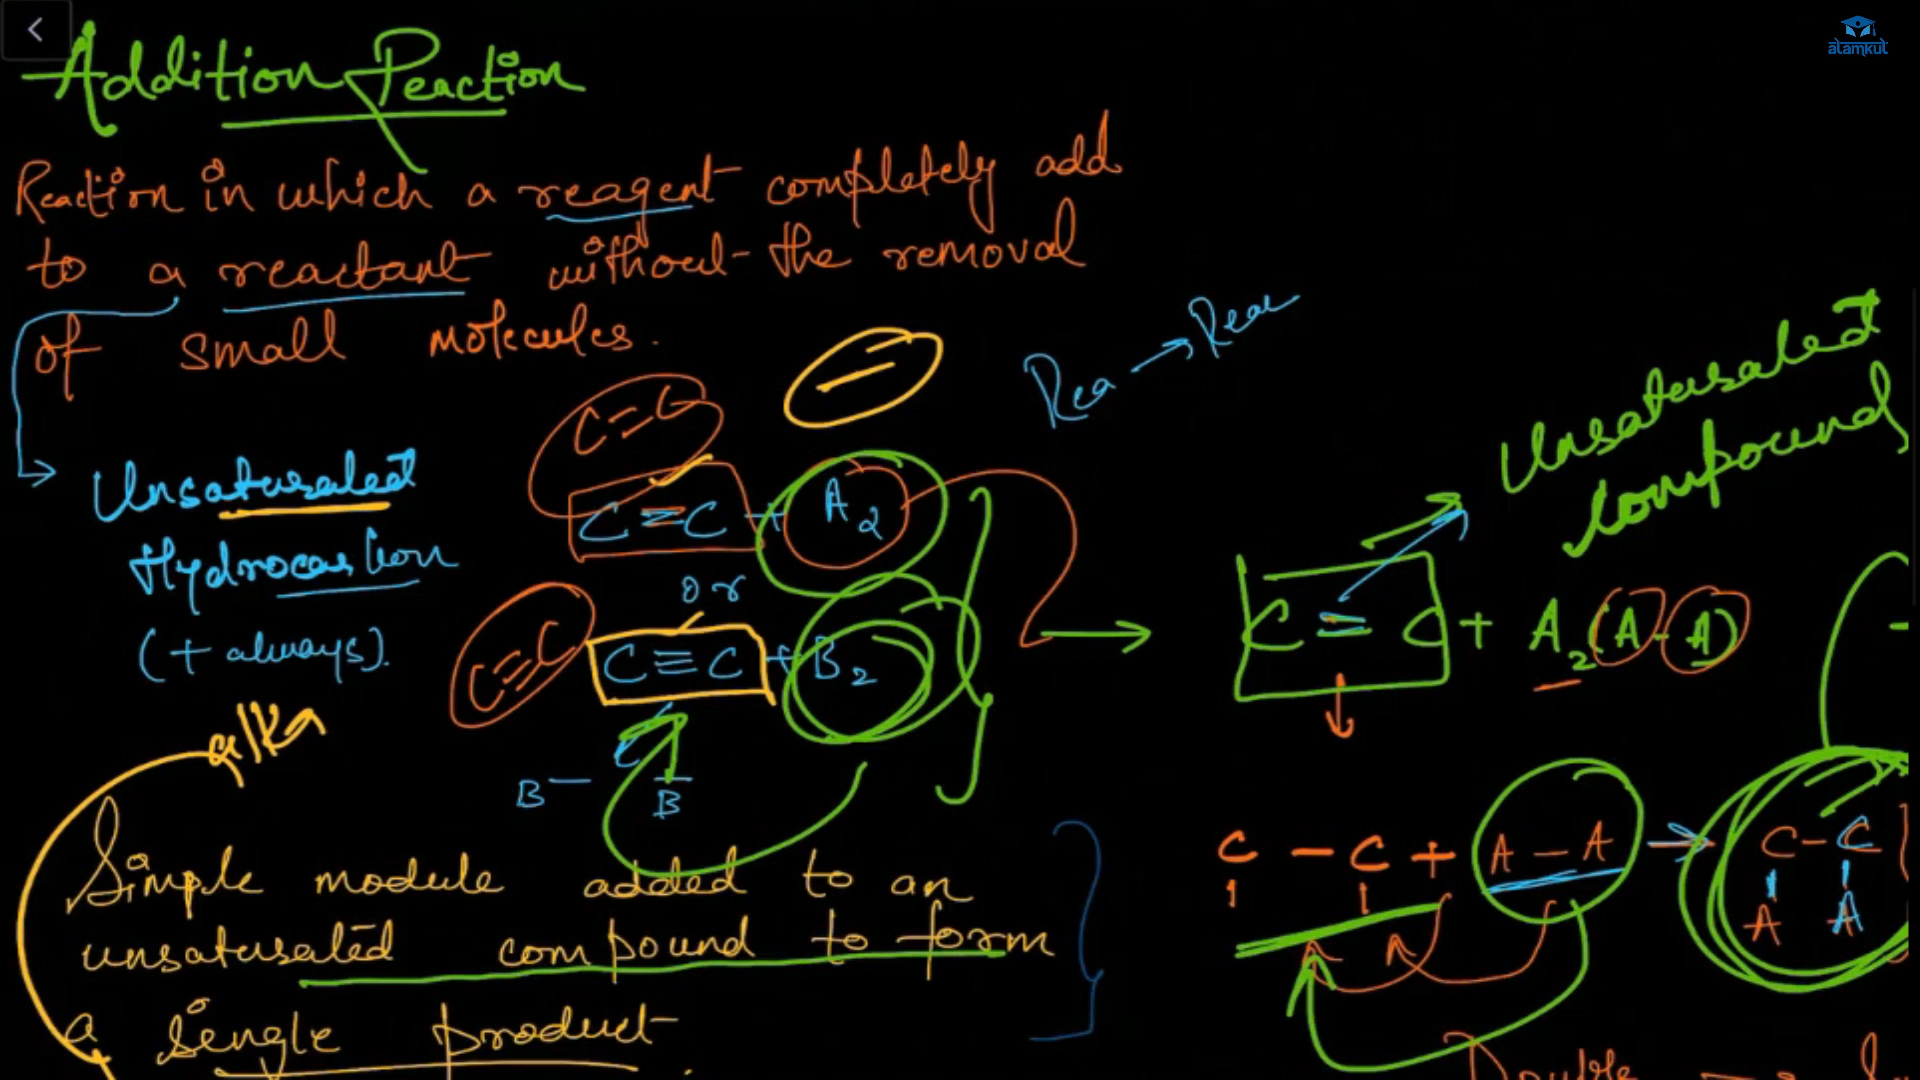 alamkul
Addition Reaction
Reaction in which a reagent completely add
to a reactant without the removal
of small molecules.
Rea → Reac
Unsaturated
Compound
C=C
Unsaturated
Hydrocarbon
(+ always).
C=C + A2
or
C≡C
C≡C + B2
C=C + A2 (A-A)
alka
B— B
C - C + A - A → C - C
A A
Simple module added to an
unsaturated compound to form
a single product.
Double